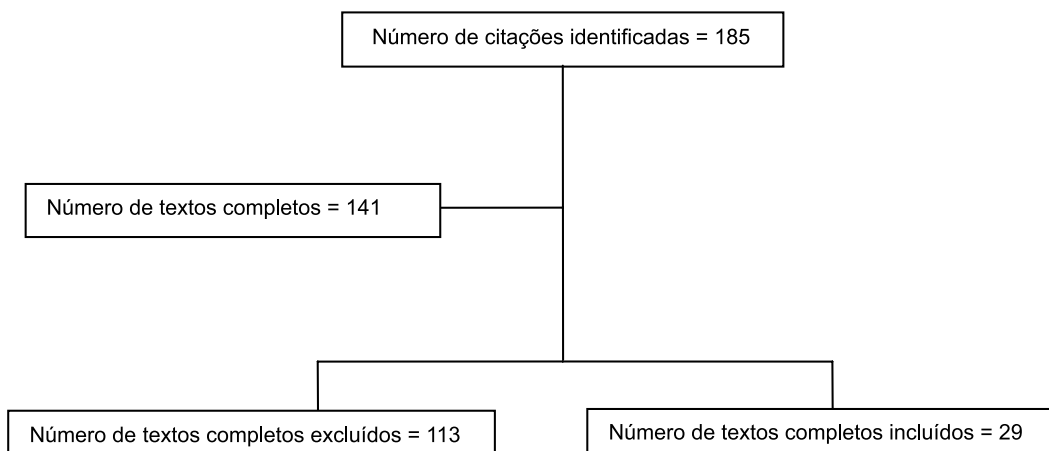 Número de citações identificadas = 185
Número de textos completos = 141
Número de textos completos excluídos = 113
Número de textos completos incluídos = 29